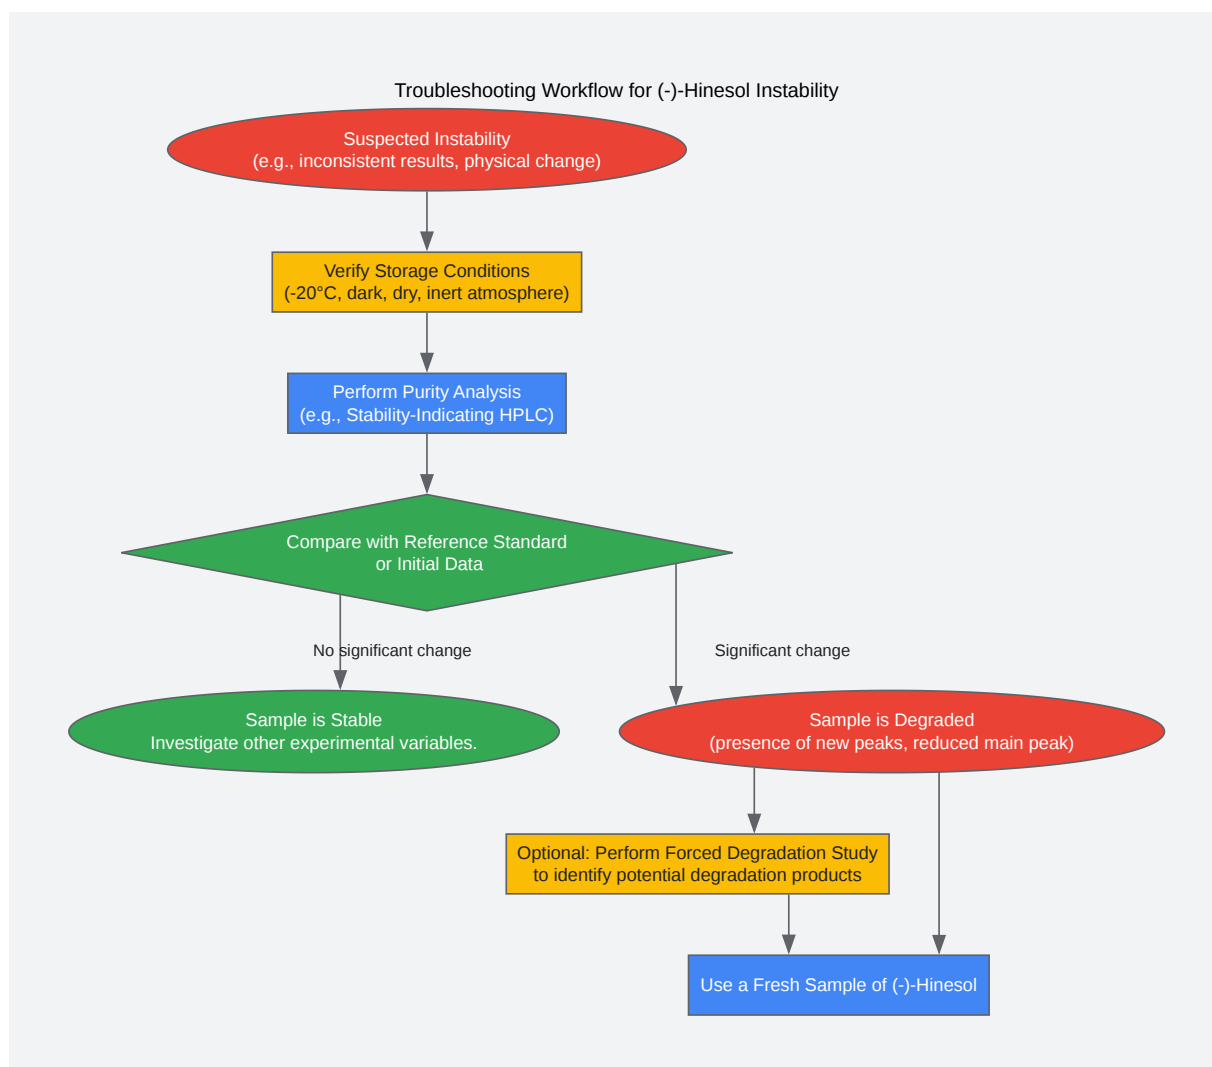 Troubleshooting Workflow for (-)-Hinesol Instability
Suspected Instability
(e.g., inconsistent results, physical change)
Verify Storage Conditions
(-20°C, dark, dry, inert atmosphere)
Perform Purity Analysis
(e.g., Stability-Indicating HPLC)
Compare with Reference Standard
or Initial Data
No significant change
Significant change
Sample is Stable
Investigate other experimental variables.
Sample is Degraded
(presence of new peaks, reduced main peak)
Optional: Perform Forced Degradation Study
to identify potential degradation products
Use a Fresh Sample of (-)-Hinesol